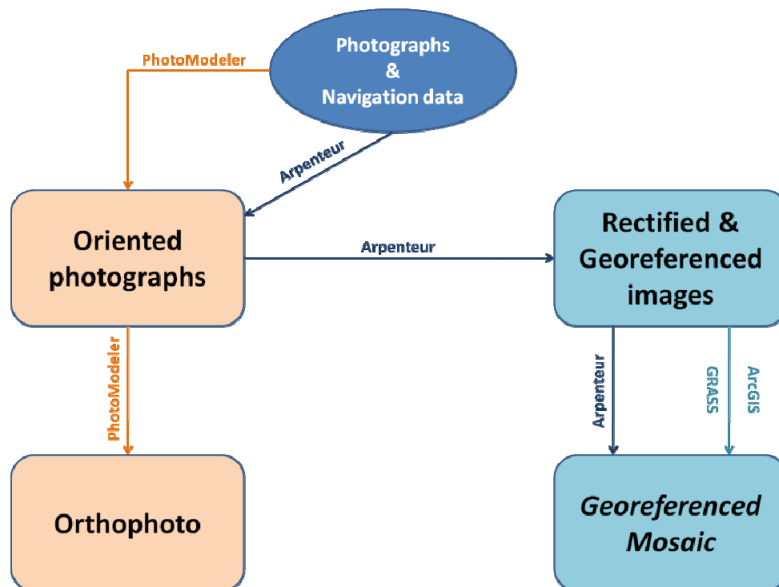 Photographs
&
Navigation data
PhotoModeler
Arpenteur
Oriented
photographs
Arpenteur
Rectified &
Georeferenced
images
PhotoModeler
Arpenteur
GRASS
ArcGIS
Orthophoto
Georeferenced
Mosaic